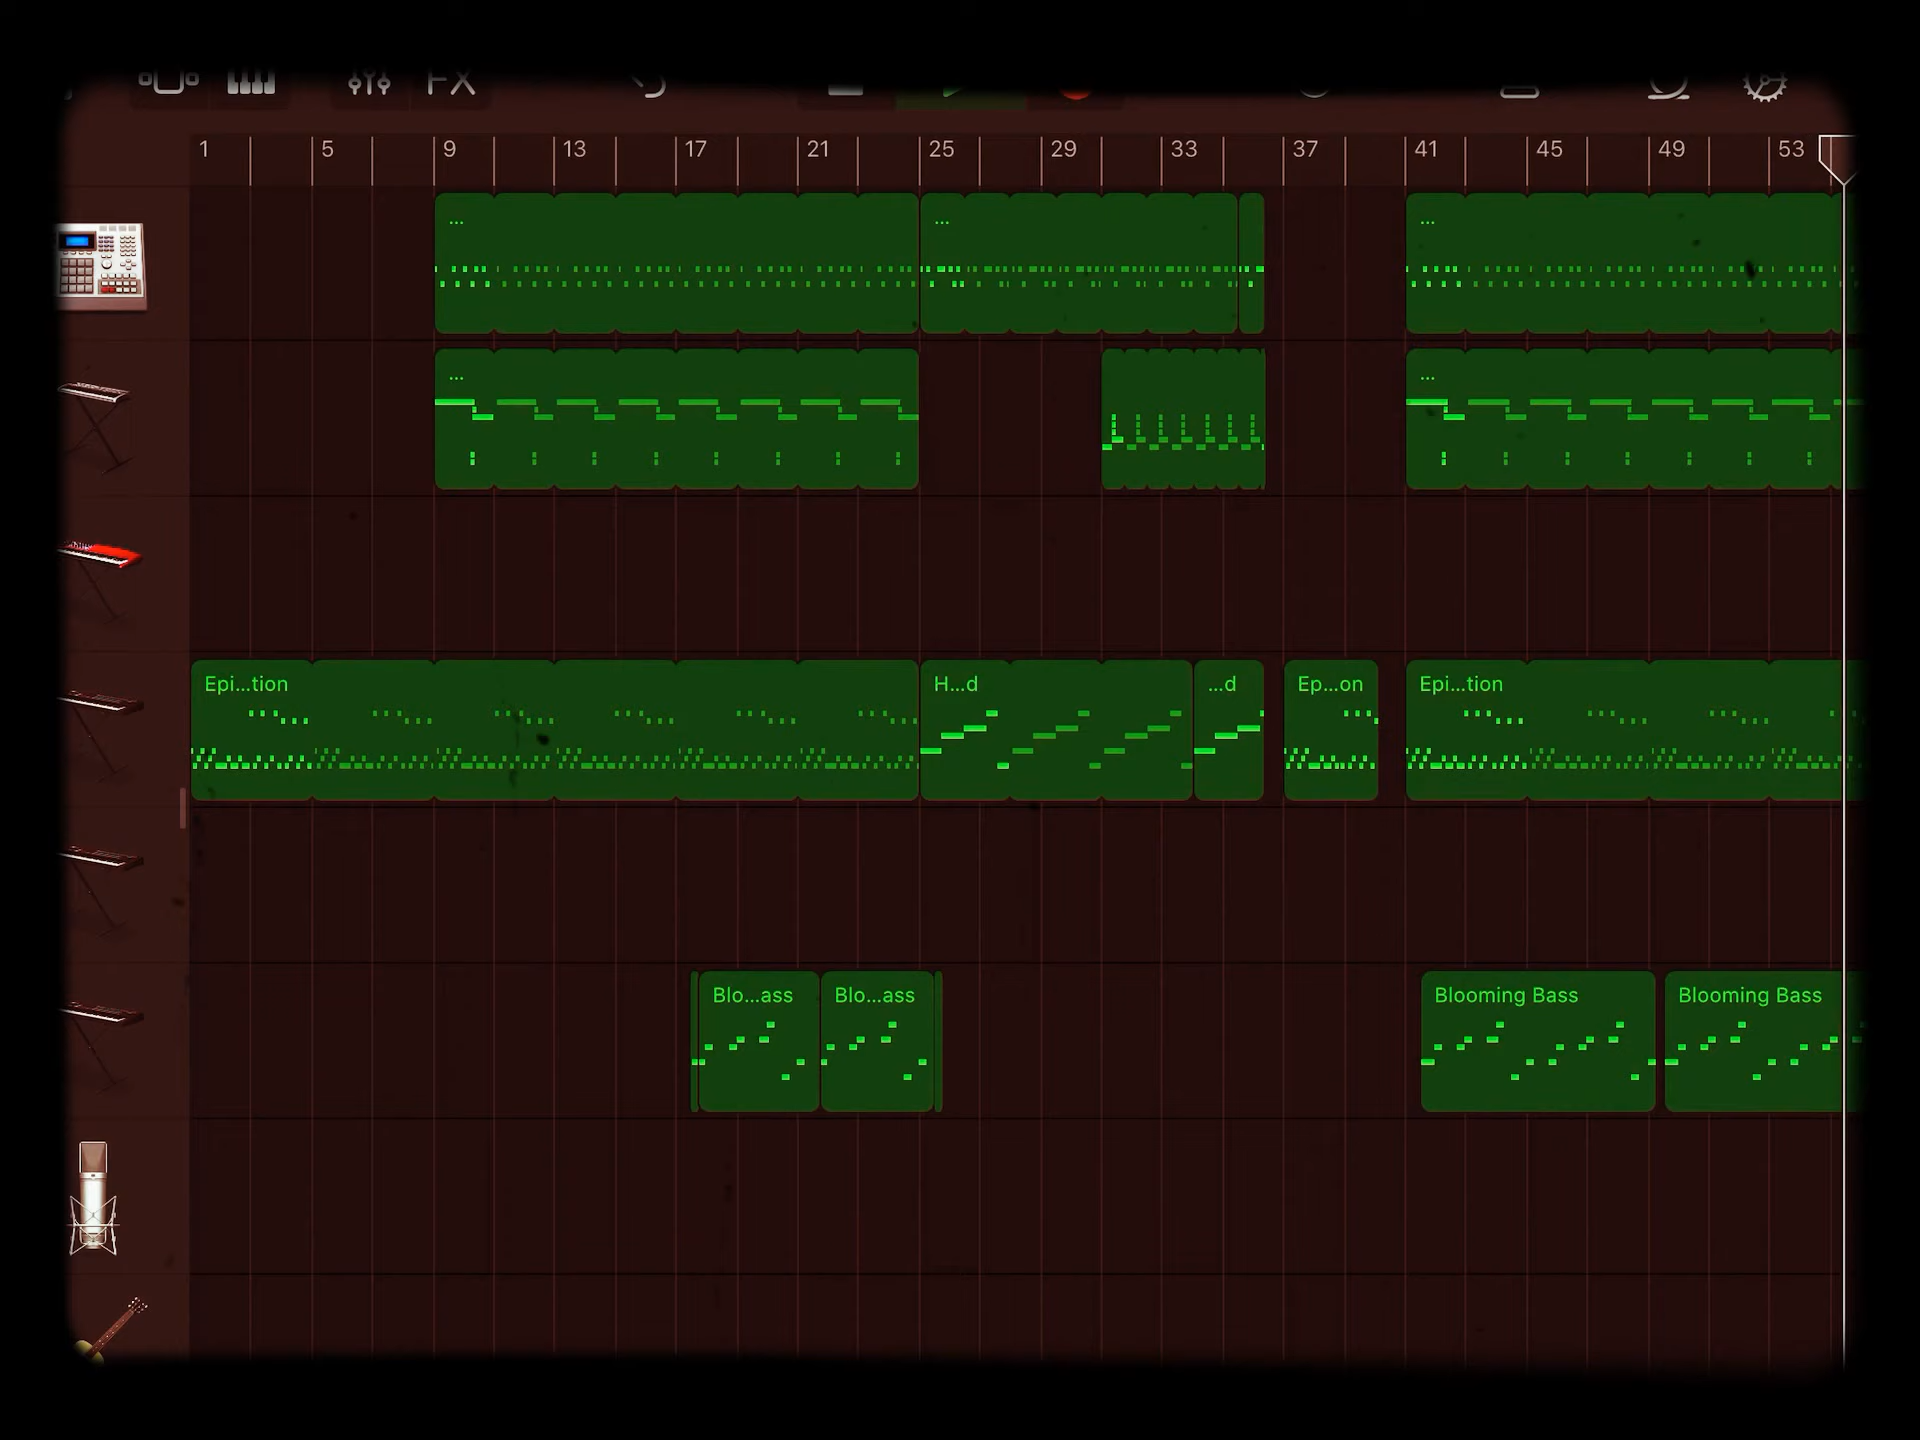 FX
1 5 9 13 17 21 25 29 33 37 41 45 49 53
... ... ...
... ...
Epi...tion H...d ...d Ep...on Epi...tion
Blo...ass Blo...ass Blooming Bass Blooming Bass